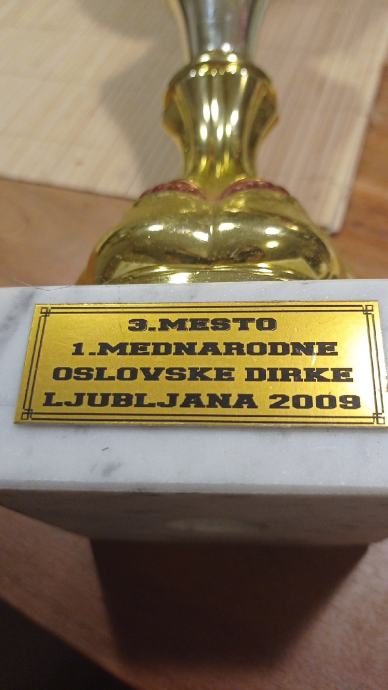 3.MESTO
1.MEDNARODNE
OSLOVSKE DIRKE
LJUBLJANA 2009